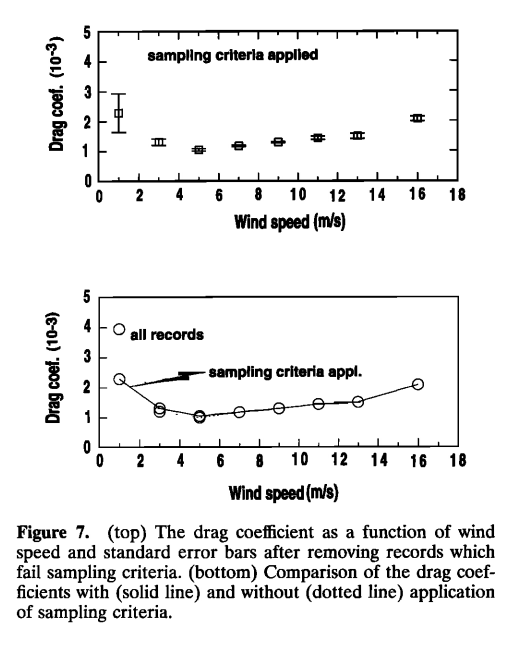 5
4
3
2
1
0
Drag coef. (10-3)
sampling criteria applied
0 2 4 6 8 10 12 14 16 18
Wind speed (m/s)
5
4
3
2
1
0
Drag coef. (10-3)
all records
sampling criteria appl.
0 2 4 6 8 10 12 14 16 18
Wind speed (m/s)
Figure 7. (top) The drag coefficient as a function of wind
speed and standard error bars after removing records which
fail sampling criteria. (bottom) Comparison of the drag coef-
ficients with (solid line) and without (dotted line) application
of sampling criteria.